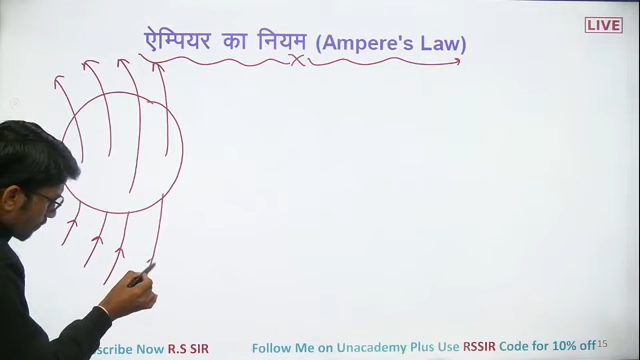 LIVE
ऐम्पियर का नियम (Ampere's Law)
scribe Now R.S SIR
Follow Me on Unacademy Plus Use RSSIR Code for 10% off
15